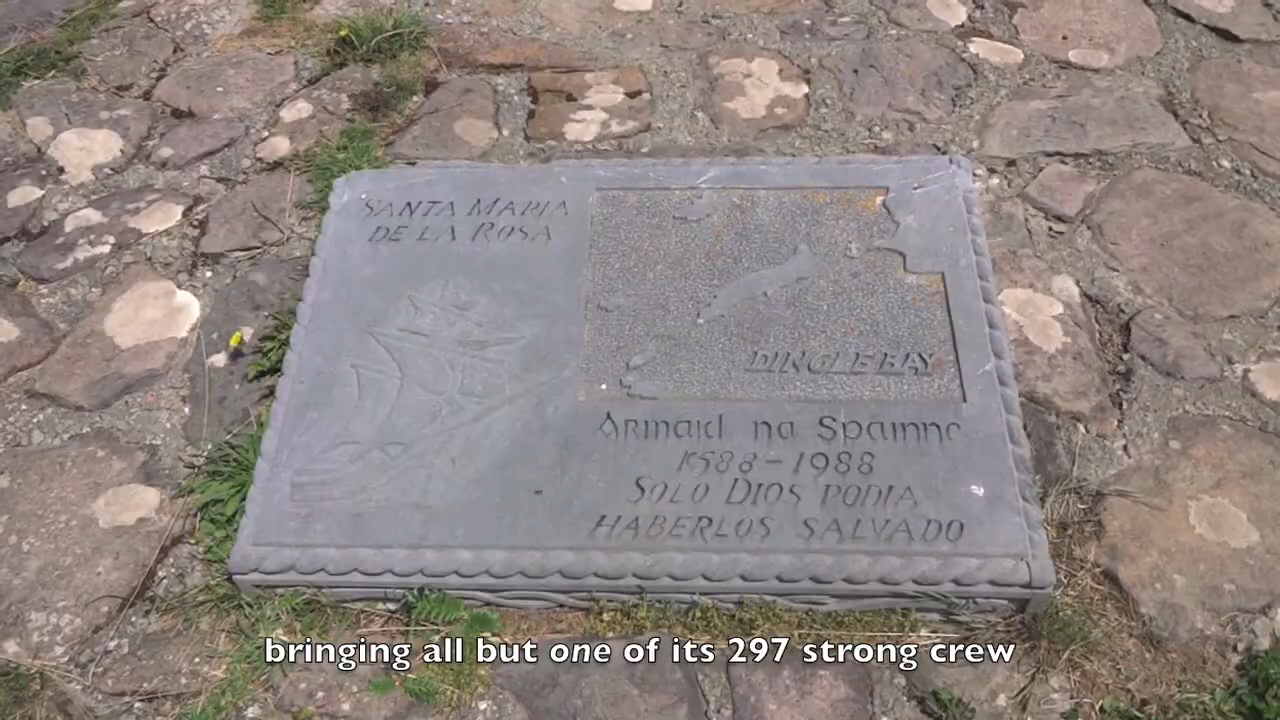 SANTA MARIA
DE LA ROSA
DINGLE BAY
Armaid na Spáinne
1588-1988
SOLO DIOS PODIA
HABERLOS SALVADO
bringing all but one of its 297 strong crew